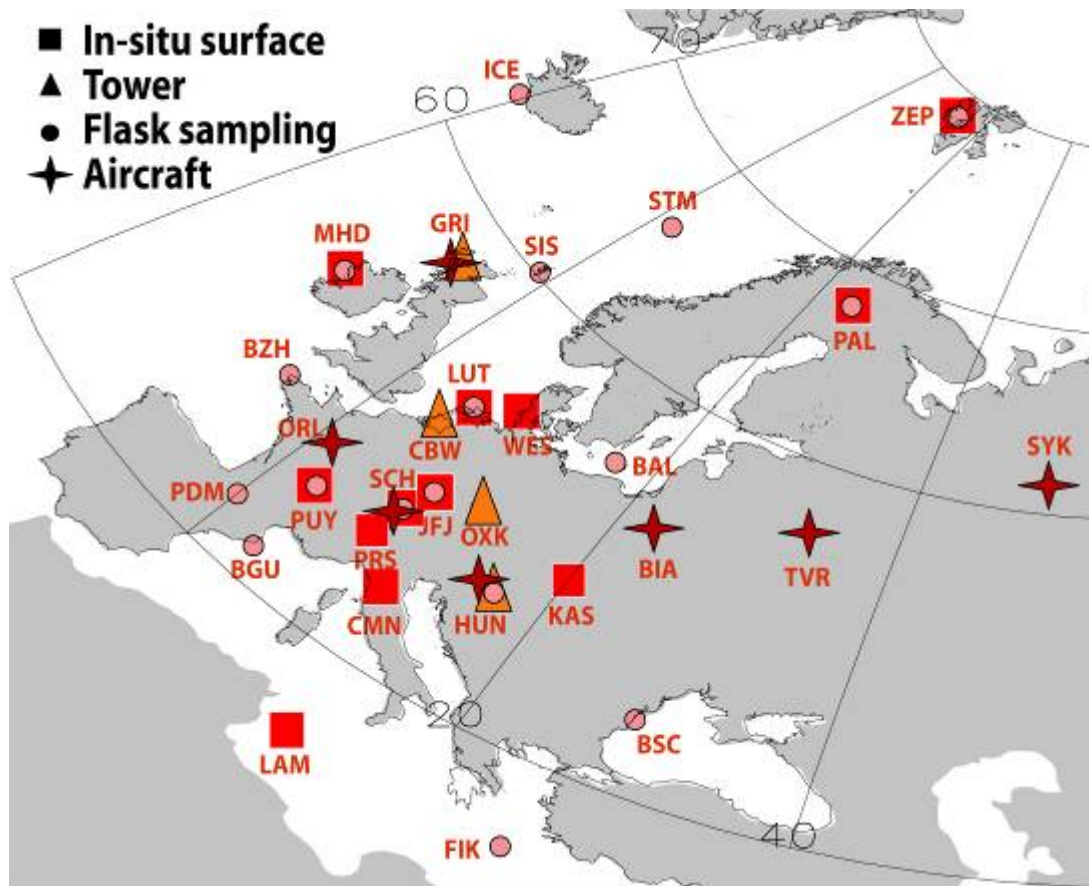 In-situ surface
Tower
Flask sampling
Aircraft
70
60
ICE
ZEP
STM
GRI
MHD
SIS
PAL
BZH
LUT
ORL
CBW
WES
SYK
BAL
SCH
PDM
PUY
JFJ
OXK
PRS
BGU
BIA
TVR
CMN
HUN
KAS
20
BSC
LAM
40
FIK